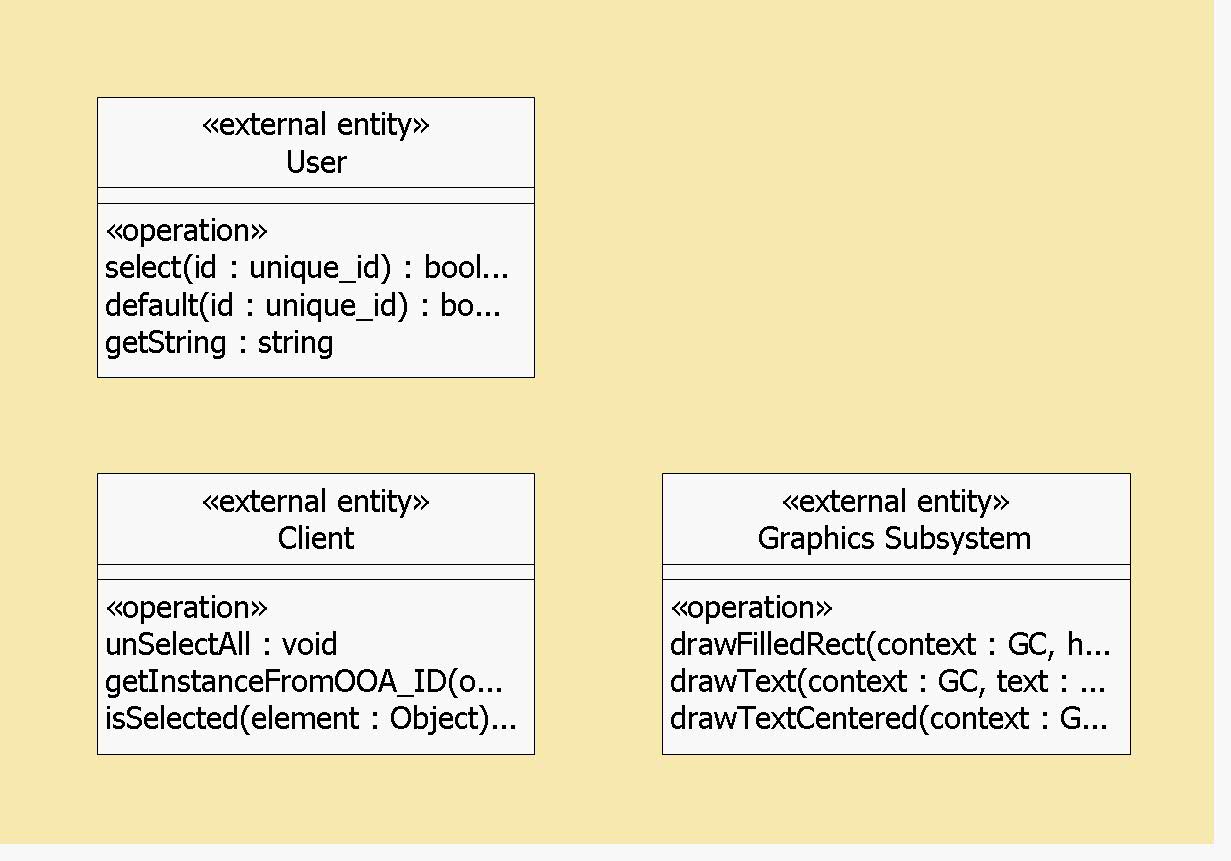 «external entity»
User
«operation»
select(id : unique_id) : bool...
default(id : unique_id) : bo...
getString : string
«external entity»
Client
«operation»
unSelectAll : void
getInstanceFromOOA_ID(o...
isSelected(element : Object)...
«external entity»
Graphics Subsystem
«operation»
drawFilledRect(context : GC, h...
drawText(context : GC, text : ...
drawTextCentered(context : G...